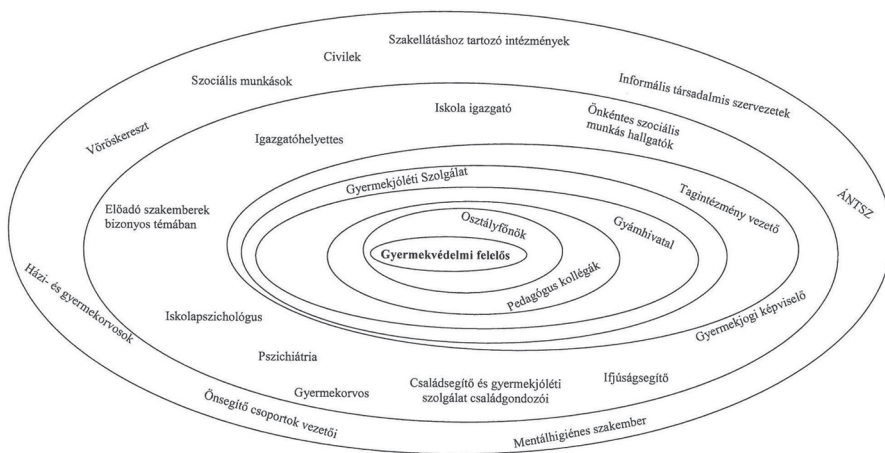 Szakellátáshoz tartozó intézmények
Civilek
Szociális munkások
Informális társadalmis szervezetek
Vöröskereszt
Iskola igazgató
Önkéntes szociális
munkás hallgatók
Igazgatóhelyettes
Gyermekjóléti Szolgálat
Tagintézmény vezető
ÁNTSZ
Előadó szakemberek
bizonyos témában
Osztályfőnök
Gyámhivatal
Gyermekvédelmi felelős
Pedagógus kollégák
Házi- és gyermekorvosok
Iskolapszichológus
Gyermekjogi képviselő
Pszichiátria
Gyermekorvos
Családsegítő és gyermekjóléti
szolgálat családgondozói
Ifjúságsegítő
Önsegítő csoportok vezetői
Mentálhigiénes szakember